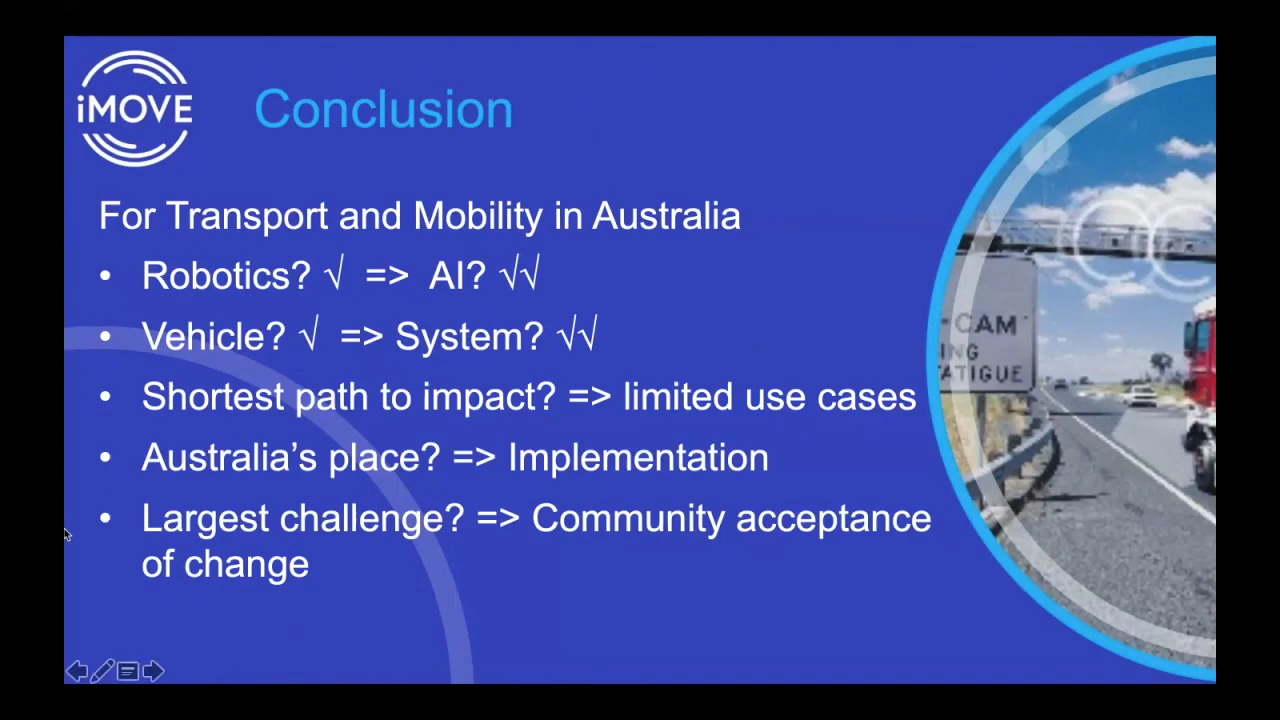 iMOVE
Conclusion
For Transport and Mobility in Australia
• Robotics? √ => AI? √√
• Vehicle? √ => System? √√
• Shortest path to impact? => limited use cases
• Australia’s place? => Implementation
• Largest challenge? => Community acceptance
of change
-CAM
ING
FATIGUE